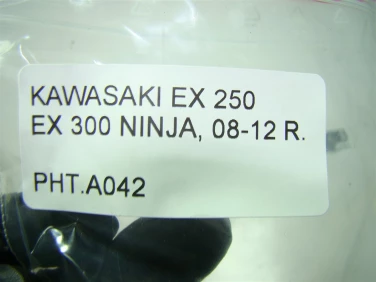 KAWASAKI EX 250
EX 300 NINJA, 08-12 R.
PHT.A042